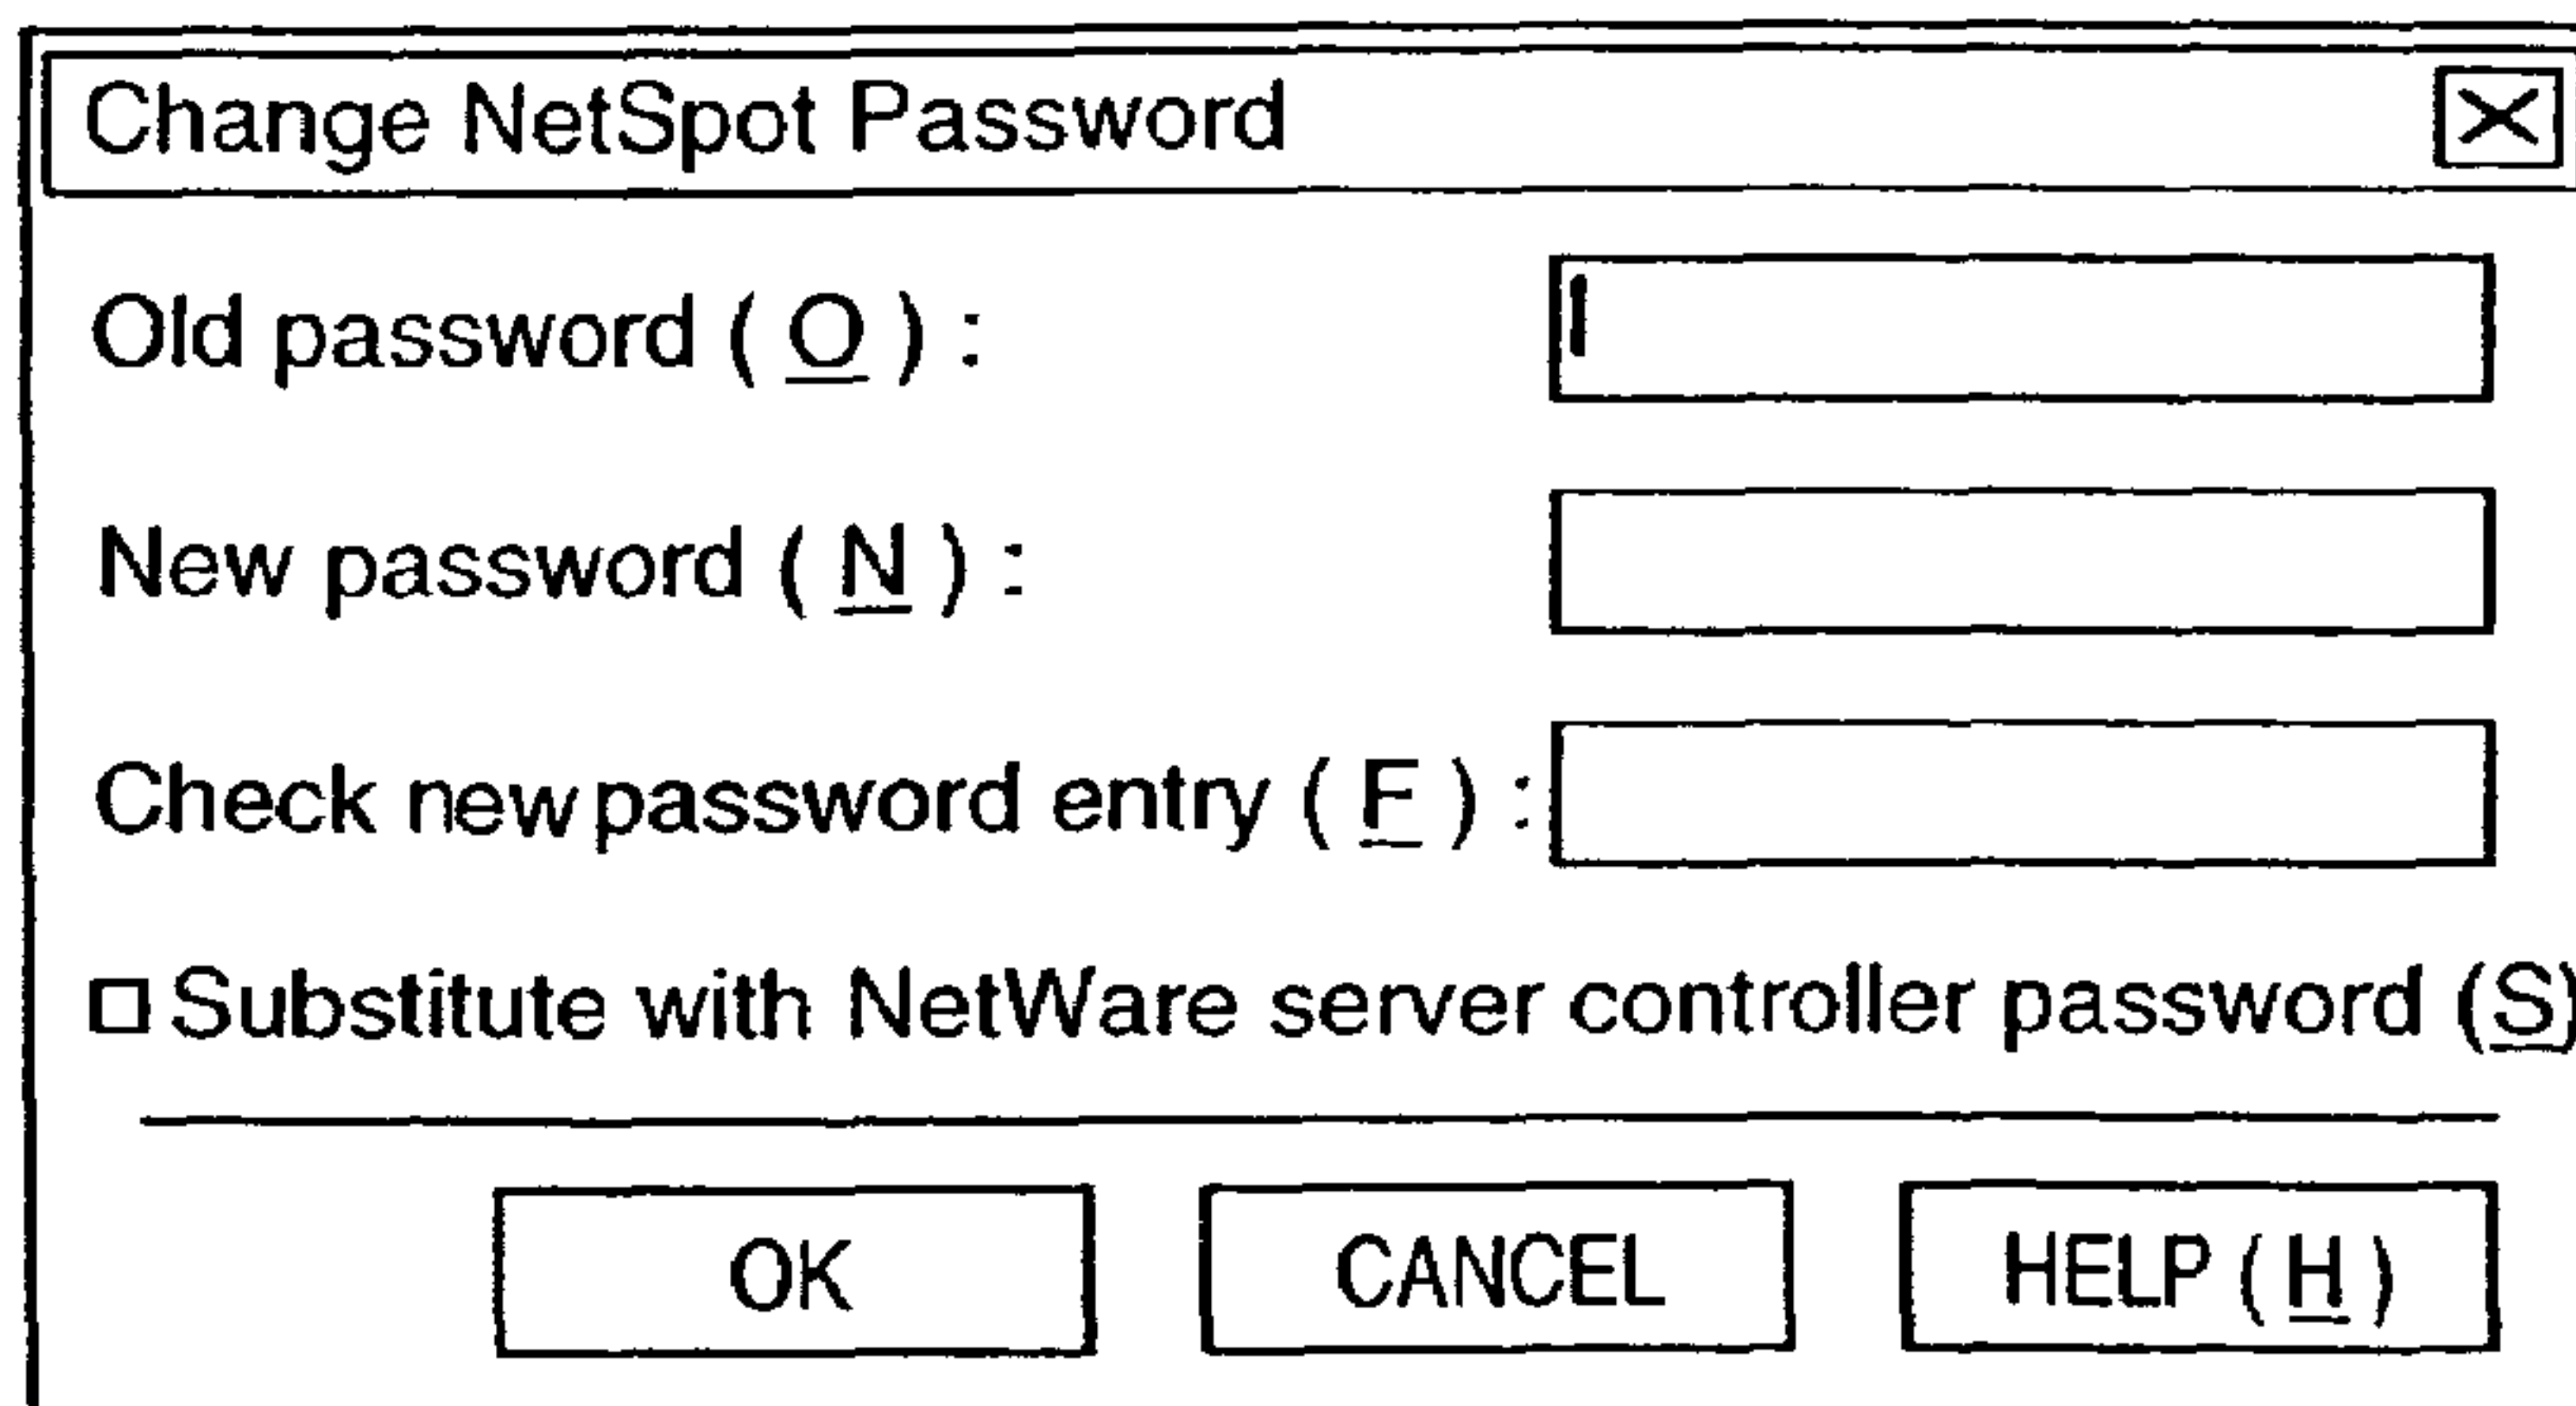 Change NetSpot Password
Old password ( O ) :
New password ( N ) :
Check new password entry ( F ) :
Substitute with NetWare server controller password (S)
OK CANCEL HELP ( H )